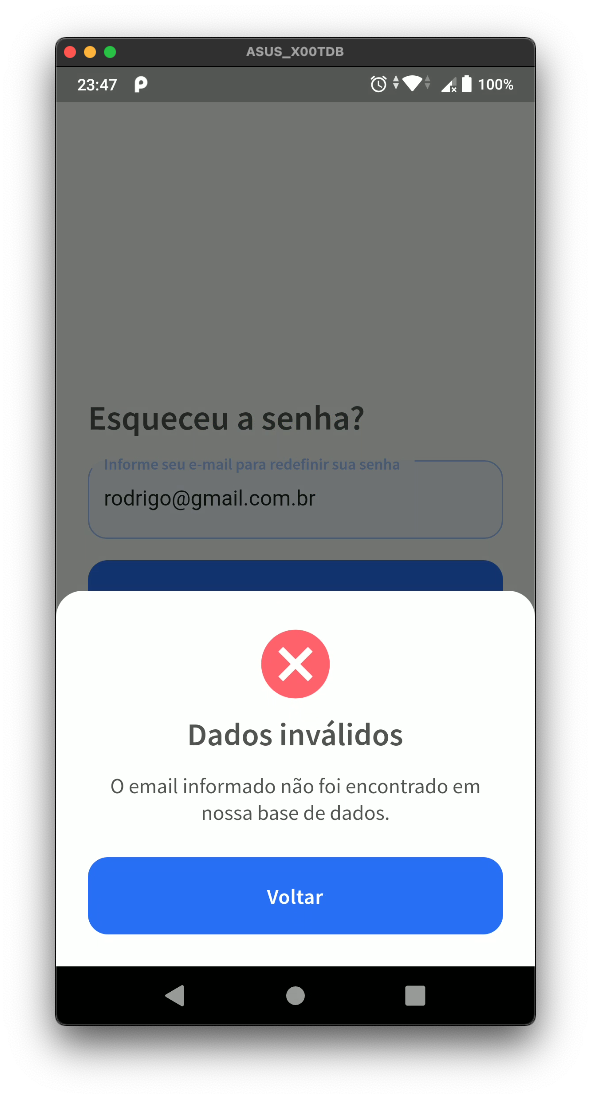 ASUS_X00TDB
23:47
100%
Esqueceu a senha?
Informe seu e-mail para redefinir sua senha
rodrigo@gmail.com.br
Dados inválidos
O email informado não foi encontrado em
nossa base de dados.
Voltar